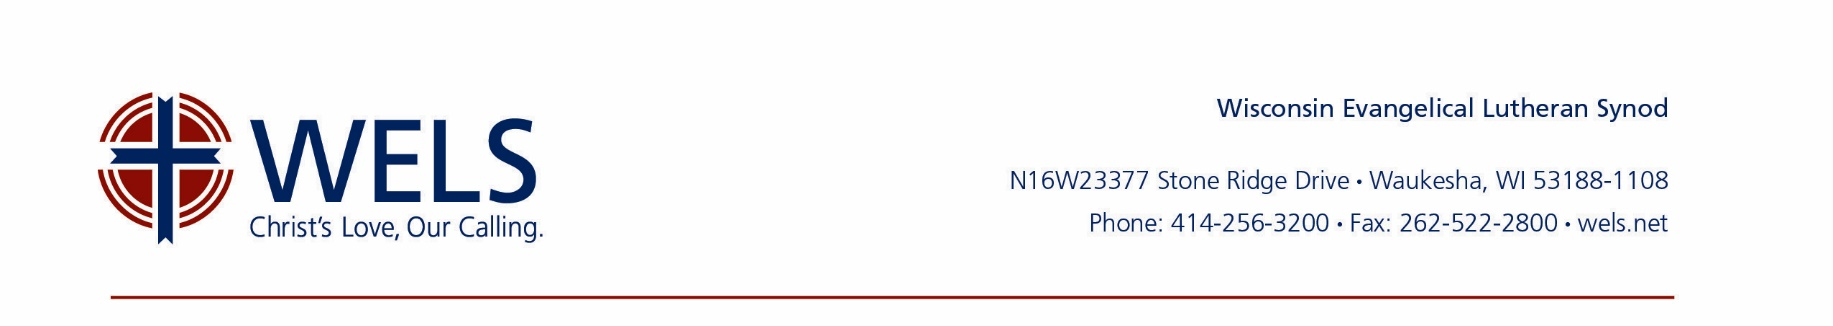 WELS
Christ's Love, Our Calling.
Wisconsin Evangelical Lutheran Synod
N16W23377 Stone Ridge Drive • Waukesha, WI 53188-1108
Phone: 414-256-3200 • Fax: 262-522-2800 • wels.net